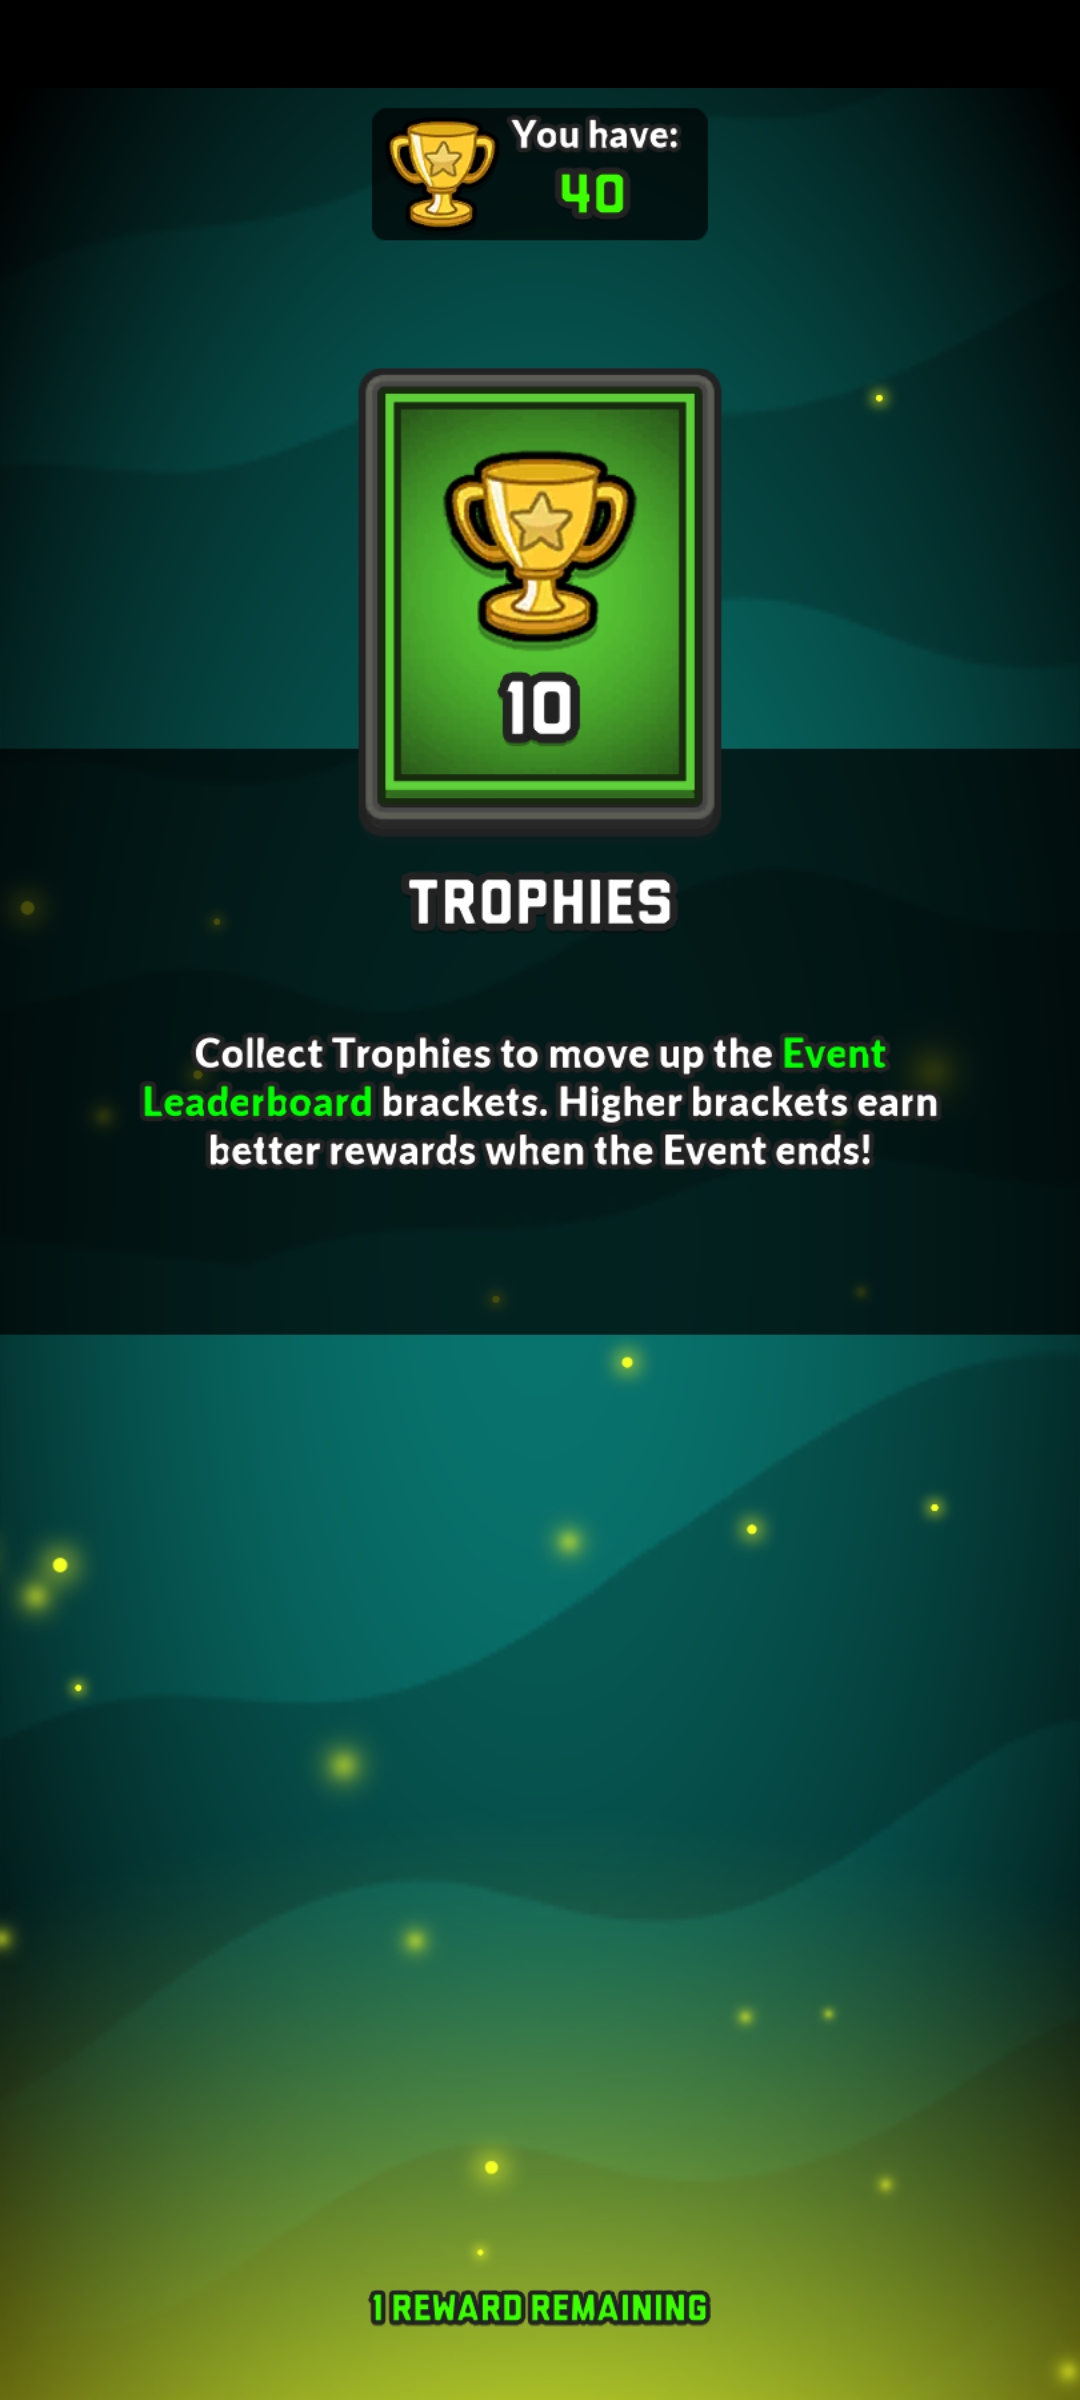 You have:
40
10
TROPHIES
Collect Trophies to move up the Event
Leaderboard brackets. Higher brackets earn
better rewards when the Event ends!
1 REWARD REMAINING